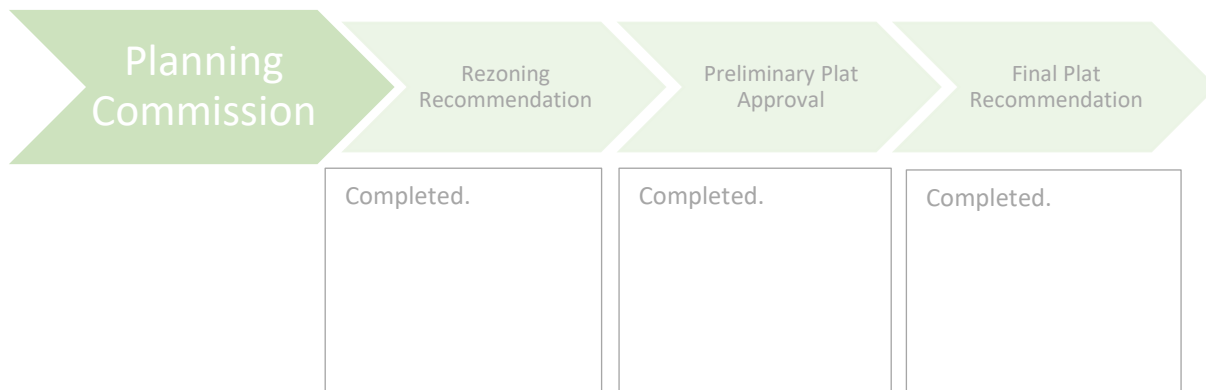 Planning
Commission
Rezoning
Recommendation
Preliminary Plat
Approval
Final Plat
Recommendation
Completed.
Completed.
Completed.